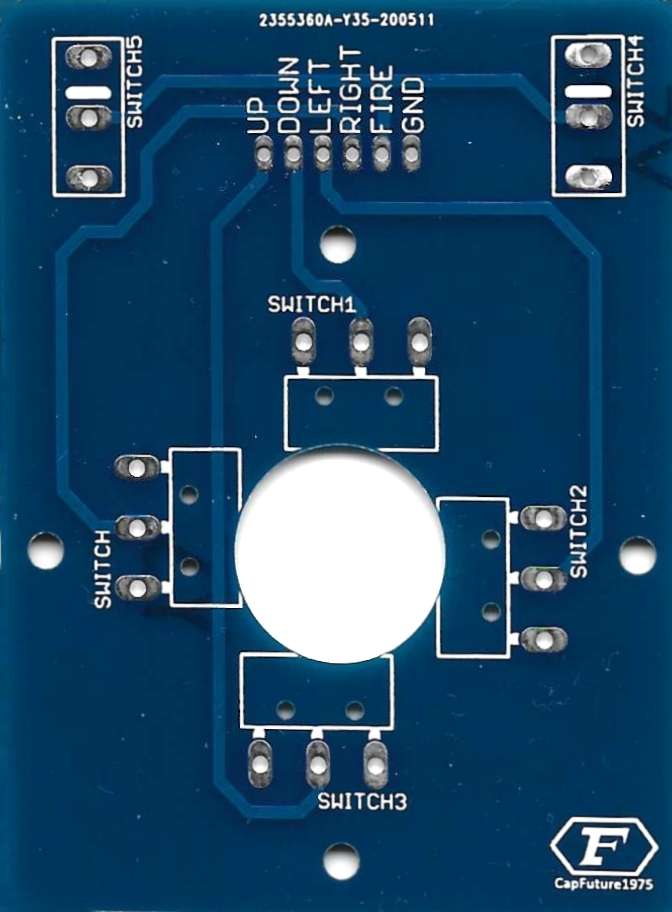 2355360A-Y35-200511
SWITCH5
UP
DOWN
LEFT
RIGHT
FIRE
GND
SWITCH4
SWITCH1
SWITCH
SWITCH2
SWITCH3
F
CapFuture1975